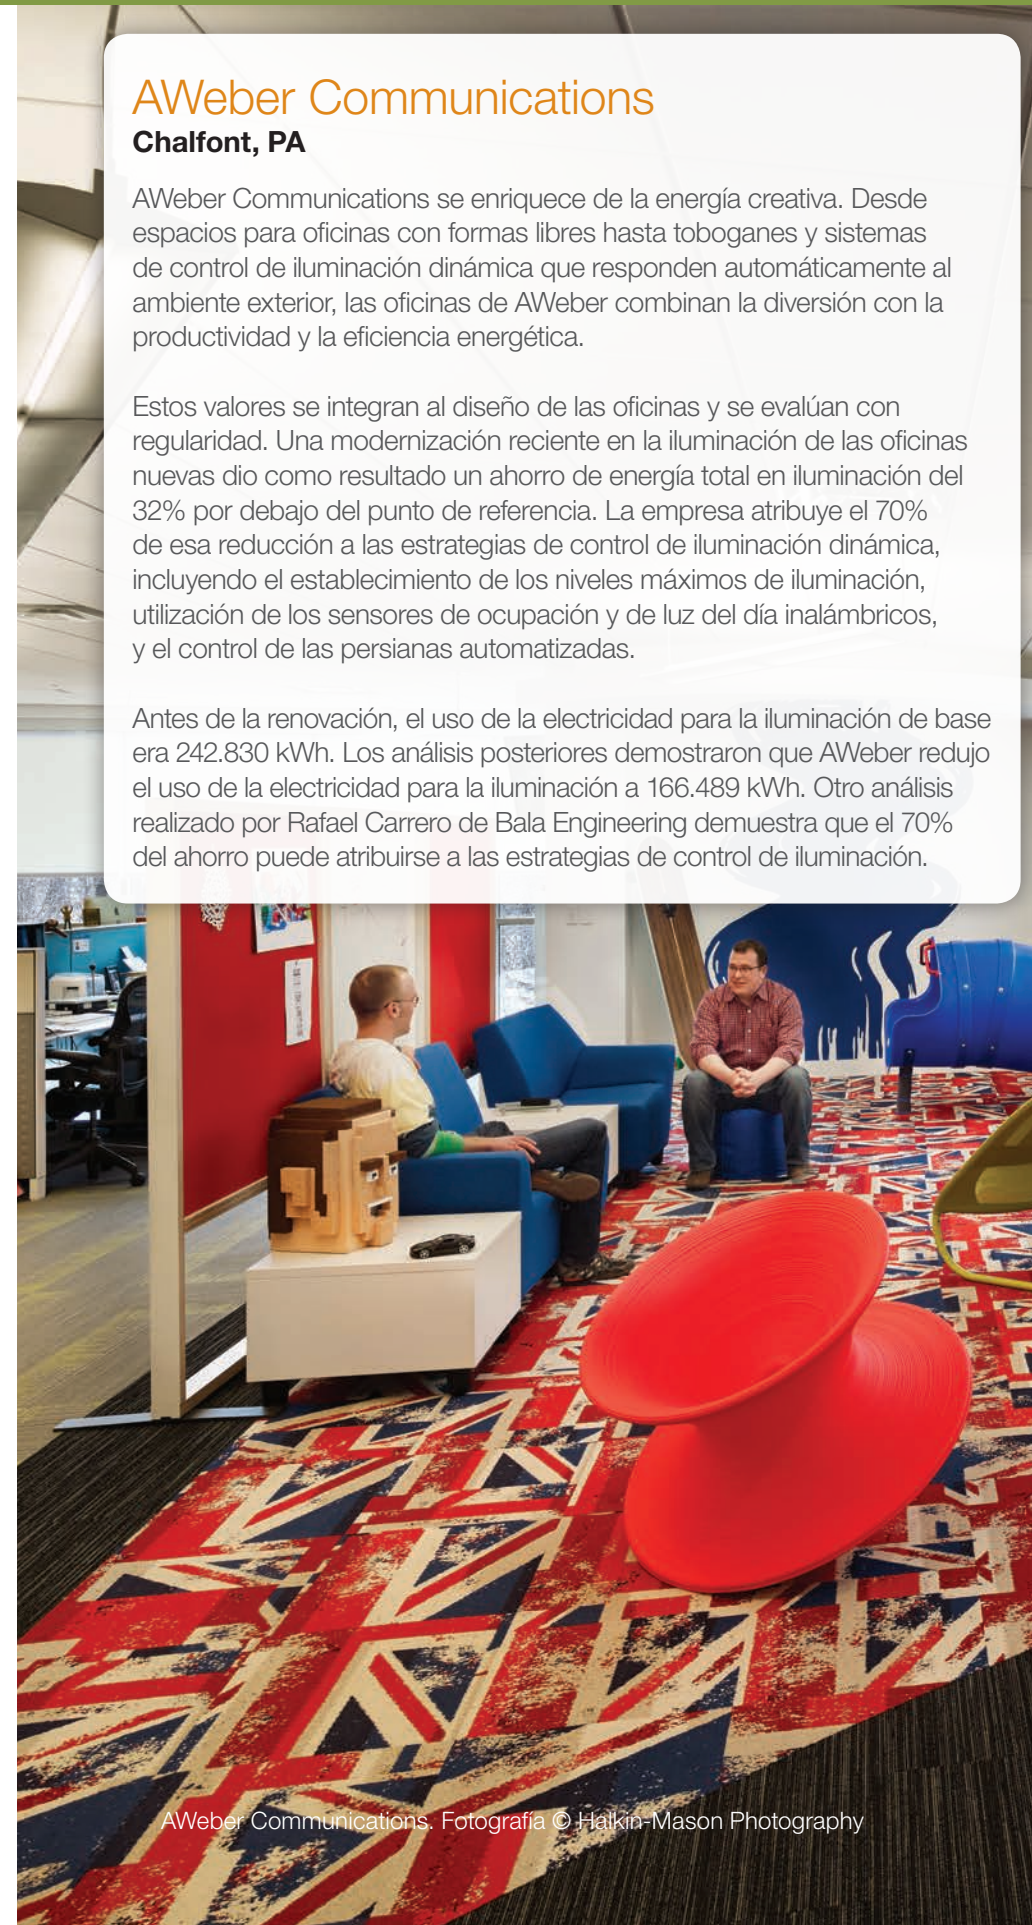 AWeber Communications
Chalfont, PA
AWeber Communications se enriquece de la energía creativa. Desde
espacios para oficinas con formas libres hasta toboganes y sistemas
de control de iluminación dinámica que responden automáticamente al
ambiente exterior, las oficinas de AWeber combinan la diversión con la
productividad y la eficiencia energética.
Estos valores se integran al diseño de las oficinas y se evalúan con
regularidad. Una modernización reciente en la iluminación de las oficinas
nuevas dio como resultado un ahorro de energía total en iluminación del
32% por debajo del punto de referencia. La empresa atribuye el 70%
de esa reducción a las estrategias de control de iluminación dinámica,
incluyendo el establecimiento de los niveles máximos de iluminación,
utilización de los sensores de ocupación y de luz del día inalámbricos,
y el control de las persianas automatizadas.
Antes de la renovación, el uso de la electricidad para la iluminación de base
era 242.830 kWh. Los análisis posteriores demostraron que AWeber redujo
el uso de la electricidad para la iluminación a 166.489 kWh. Otro análisis
realizado por Rafael Carrero de Bala Engineering demuestra que el 70%
del ahorro puede atribuirse a las estrategias de control de iluminación.
AWeber Communications. Fotografía © Halkin-Mason Photography